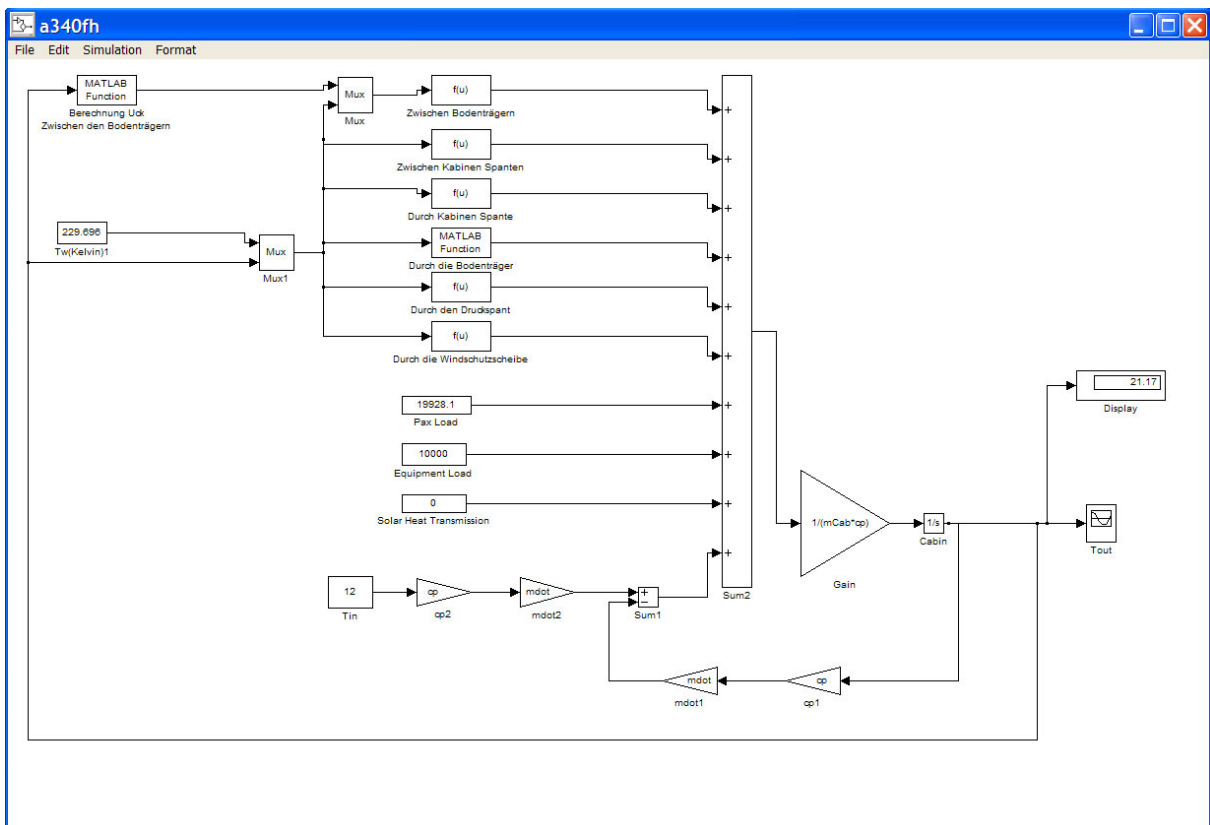 a340fh
File Edit Simulation Format
MATLAB
Function
Berechnung Uck
Zwischen den Bodenträgern
Mux
Mux
f(u)
Zwischen Bodenträgern
f(u)
Zwischen Kabinen Spanten
f(u)
Durch Kabinen Spante
229.696
Tw(Kelvin)1
Mux
Mux1
MATLAB
Function
Durch die Bodenträger
f(u)
Durch den Druckspant
f(u)
Durch die Windschutzscheibe
19928.1
Pax Load
10000
Equipment Load
0
Solar Heat Transmission
+
+
+
+
+
+
+
+
+
+
Sum2
21.17
Display
1/(mCab*cp)
Gain
1/s
Cabin
Tout
12
Tin
cp
cp2
mdot
mdot2
+
−
Sum1
mdot
mdot1
cp
cp1